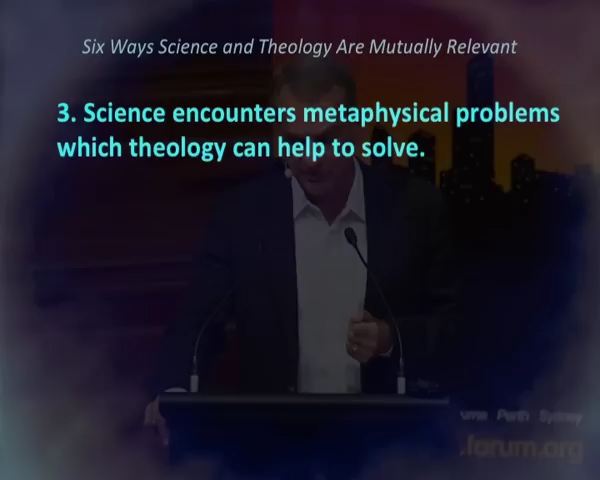 Six Ways Science and Theology Are Mutually Relevant
3. Science encounters metaphysical problems
which theology can help to solve.
Perth Sydney
.forum.org